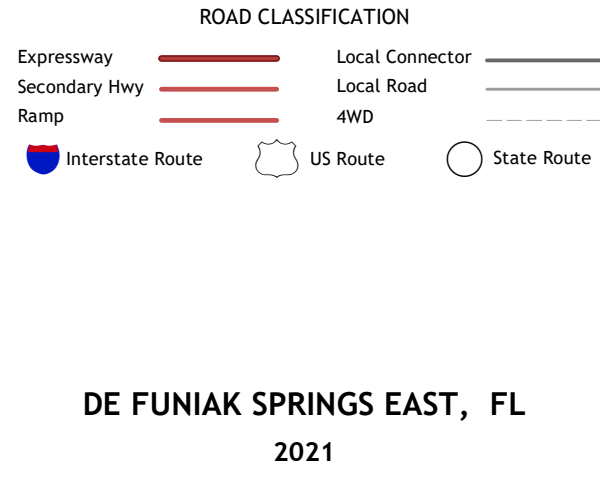 ROAD CLASSIFICATION
Expressway
Secondary Hwy
Ramp
Local Connector
Local Road
4WD
Interstate Route
US Route
State Route
DE FUNIAK SPRINGS EAST, FL
2021